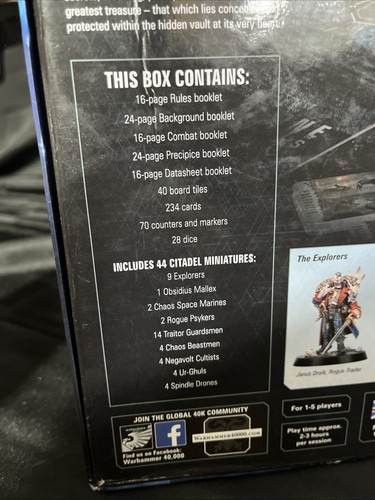 greatest treasure – that which lies concealed
protected within the hidden vault at its very heart.
THIS BOX CONTAINS:
16-page Rules booklet
24-page Background booklet
16-page Combat booklet
24-page Precipice booklet
16-page Datasheet booklet
40 board tiles
234 cards
70 counters and markers
28 dice
INCLUDES 44 CITADEL MINIATURES:
9 Explorers
1 Obsidius Mallex
2 Chaos Space Marines
2 Rogue Psykers
14 Traitor Guardsmen
4 Chaos Beastmen
4 Negavolt Cultists
4 Ur-Ghuls
4 Spindle Drones
The Explorers
Janus Draik, Rogue Trader
JOIN THE GLOBAL 40K COMMUNITY
f
WARHAMMER40000.COM
Find us on Facebook:
Warhammer 40,000
For 1-5 players
Play time approx.
2-3 hours
per session